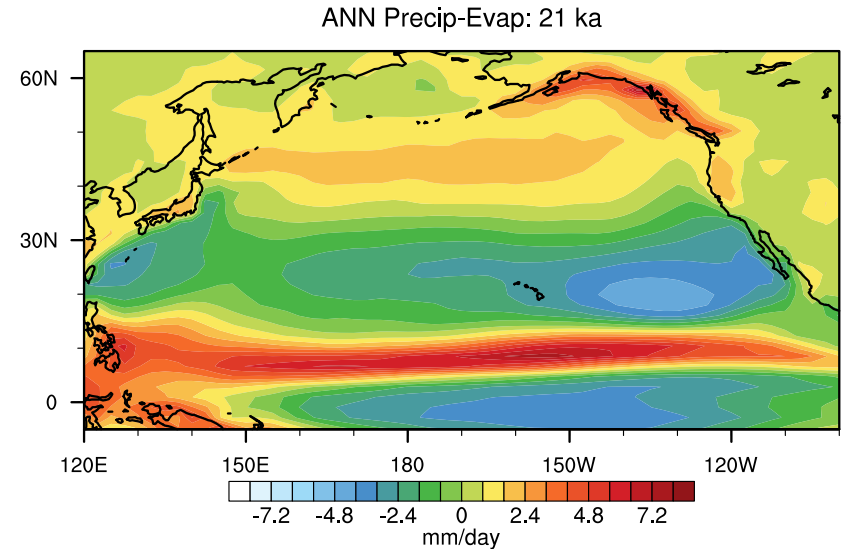 ANN Precip-Evap: 21 ka
60N
30N
0
120E 150E 180 150W 120W
-7.2 -4.8 -2.4 0 2.4 4.8 7.2
mm/day